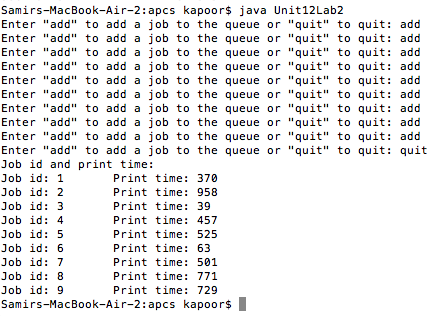 Samirs-MacBook-Air-2:apcs kapoor$ java Unit12Lab2
Enter "add" to add a job to the queue or "quit" to quit: add
Enter "add" to add a job to the queue or "quit" to quit: add
Enter "add" to add a job to the queue or "quit" to quit: add
Enter "add" to add a job to the queue or "quit" to quit: add
Enter "add" to add a job to the queue or "quit" to quit: add
Enter "add" to add a job to the queue or "quit" to quit: add
Enter "add" to add a job to the queue or "quit" to quit: add
Enter "add" to add a job to the queue or "quit" to quit: add
Enter "add" to add a job to the queue or "quit" to quit: add
Enter "add" to add a job to the queue or "quit" to quit: quit
Job id and print time:
Job id: 1 Print time: 370
Job id: 2 Print time: 958
Job id: 3 Print time: 39
Job id: 4 Print time: 457
Job id: 5 Print time: 525
Job id: 6 Print time: 63
Job id: 7 Print time: 501
Job id: 8 Print time: 771
Job id: 9 Print time: 729
Samirs-MacBook-Air-2:apcs kapoor$